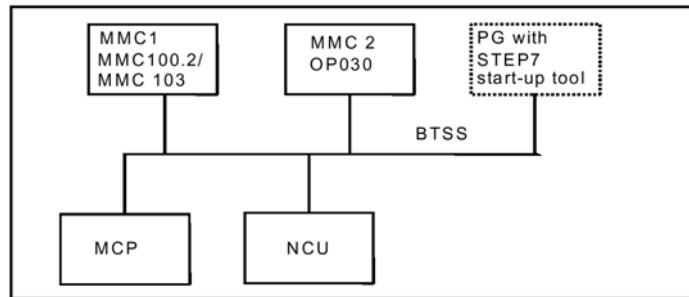 MMC1
MMC100.2/
MMC 103
MMC 2
OP030
PG with
STEP7
start-up tool
BTSS
MCP
NCU